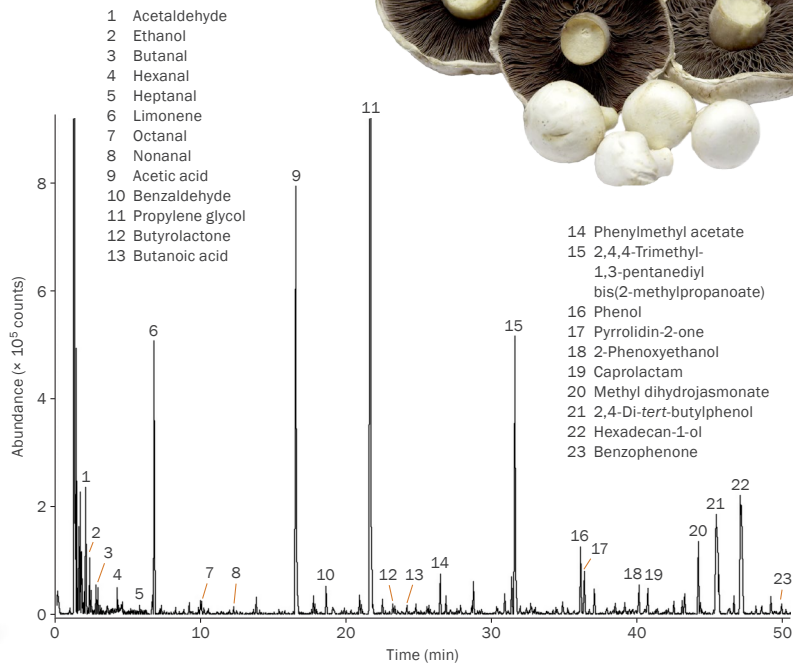 1 Acetaldehyde
2 Ethanol
3 Butanal
4 Hexanal
5 Heptanal
6 Limonene
7 Octanal
8 Nonanal
9 Acetic acid
10 Benzaldehyde
11 Propylene glycol
12 Butyrolactone
13 Butanoic acid
14 Phenylmethyl acetate
15 2,4,4-Trimethyl-
1,3-pentanediyl
bis(2-methylpropanoate)
16 Phenol
17 Pyrrolidin-2-one
18 2-Phenoxyethanol
19 Caprolactam
20 Methyl dihydrojasmonate
21 2,4-Di-tert-butylphenol
22 Hexadecan-1-ol
23 Benzophenone
Abundance (× 10⁵ counts)
8
6
4
2
0
1
2
3
4
5
6
7
8
9
10
11
12
13
14
15
16
17
18
19
20
21
22
23
0 10 20 30 40 50
Time (min)